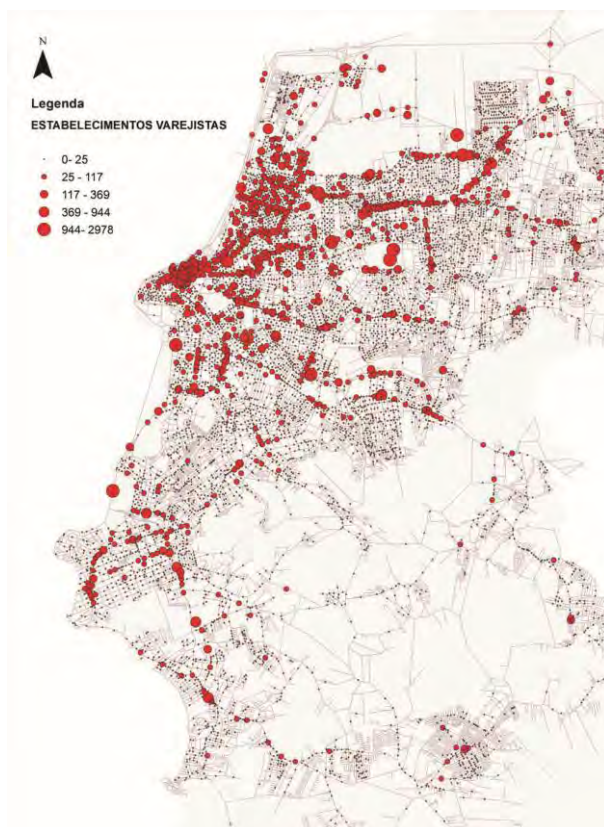 N
Legenda
ESTABELECIMENTOS VAREJISTAS
0- 25
25 - 117
117 - 369
369 - 944
944- 2978